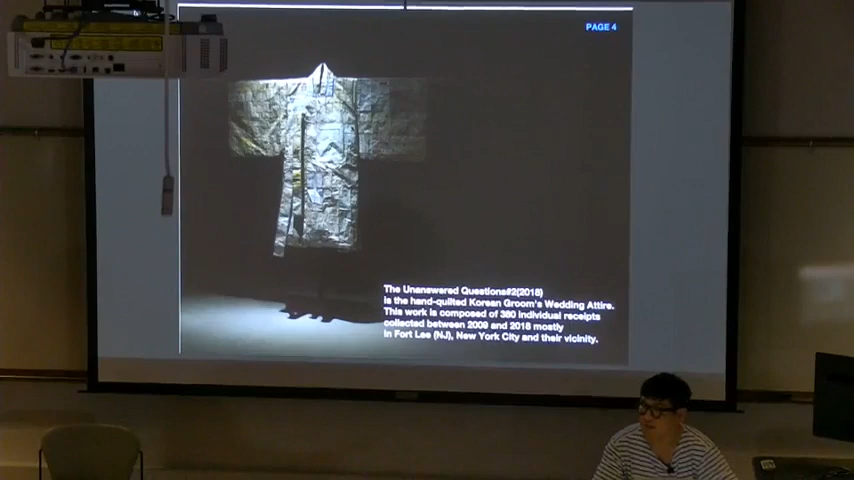 PAGE 4
The Unanswered Questions#2(2018)
is the hand-quilted Korean Groom's Wedding Attire.
This work is composed of 380 individual receipts
collected between 2009 and 2018 mostly
in Fort Lee (NJ), New York City and their vicinity.